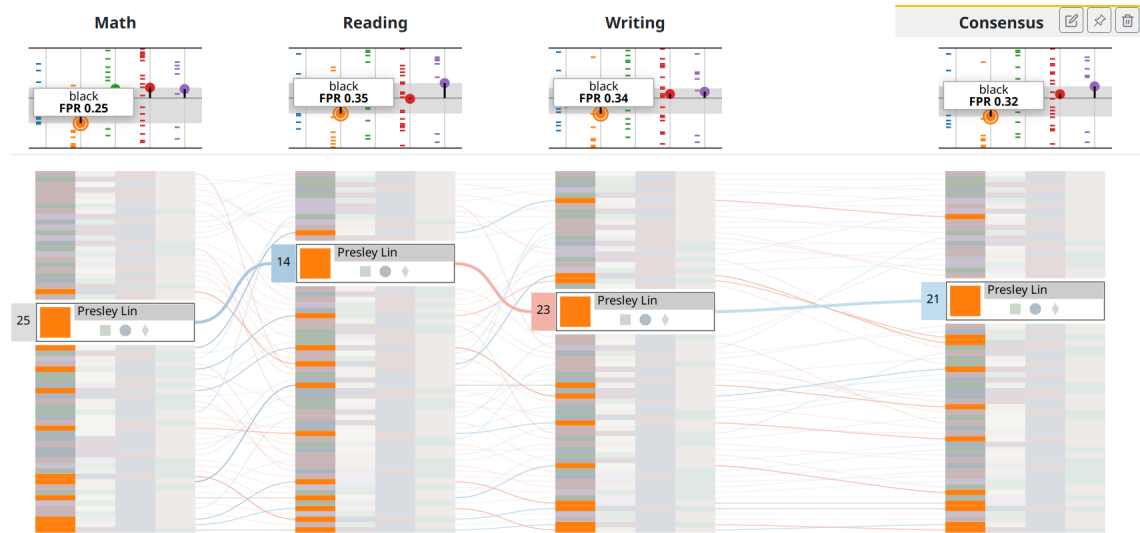 Math
Reading
Writing
Consensus
black
FPR 0.25
black
FPR 0.35
black
FPR 0.34
black
FPR 0.32
14
Presley Lin
25
Presley Lin
23
Presley Lin
21
Presley Lin